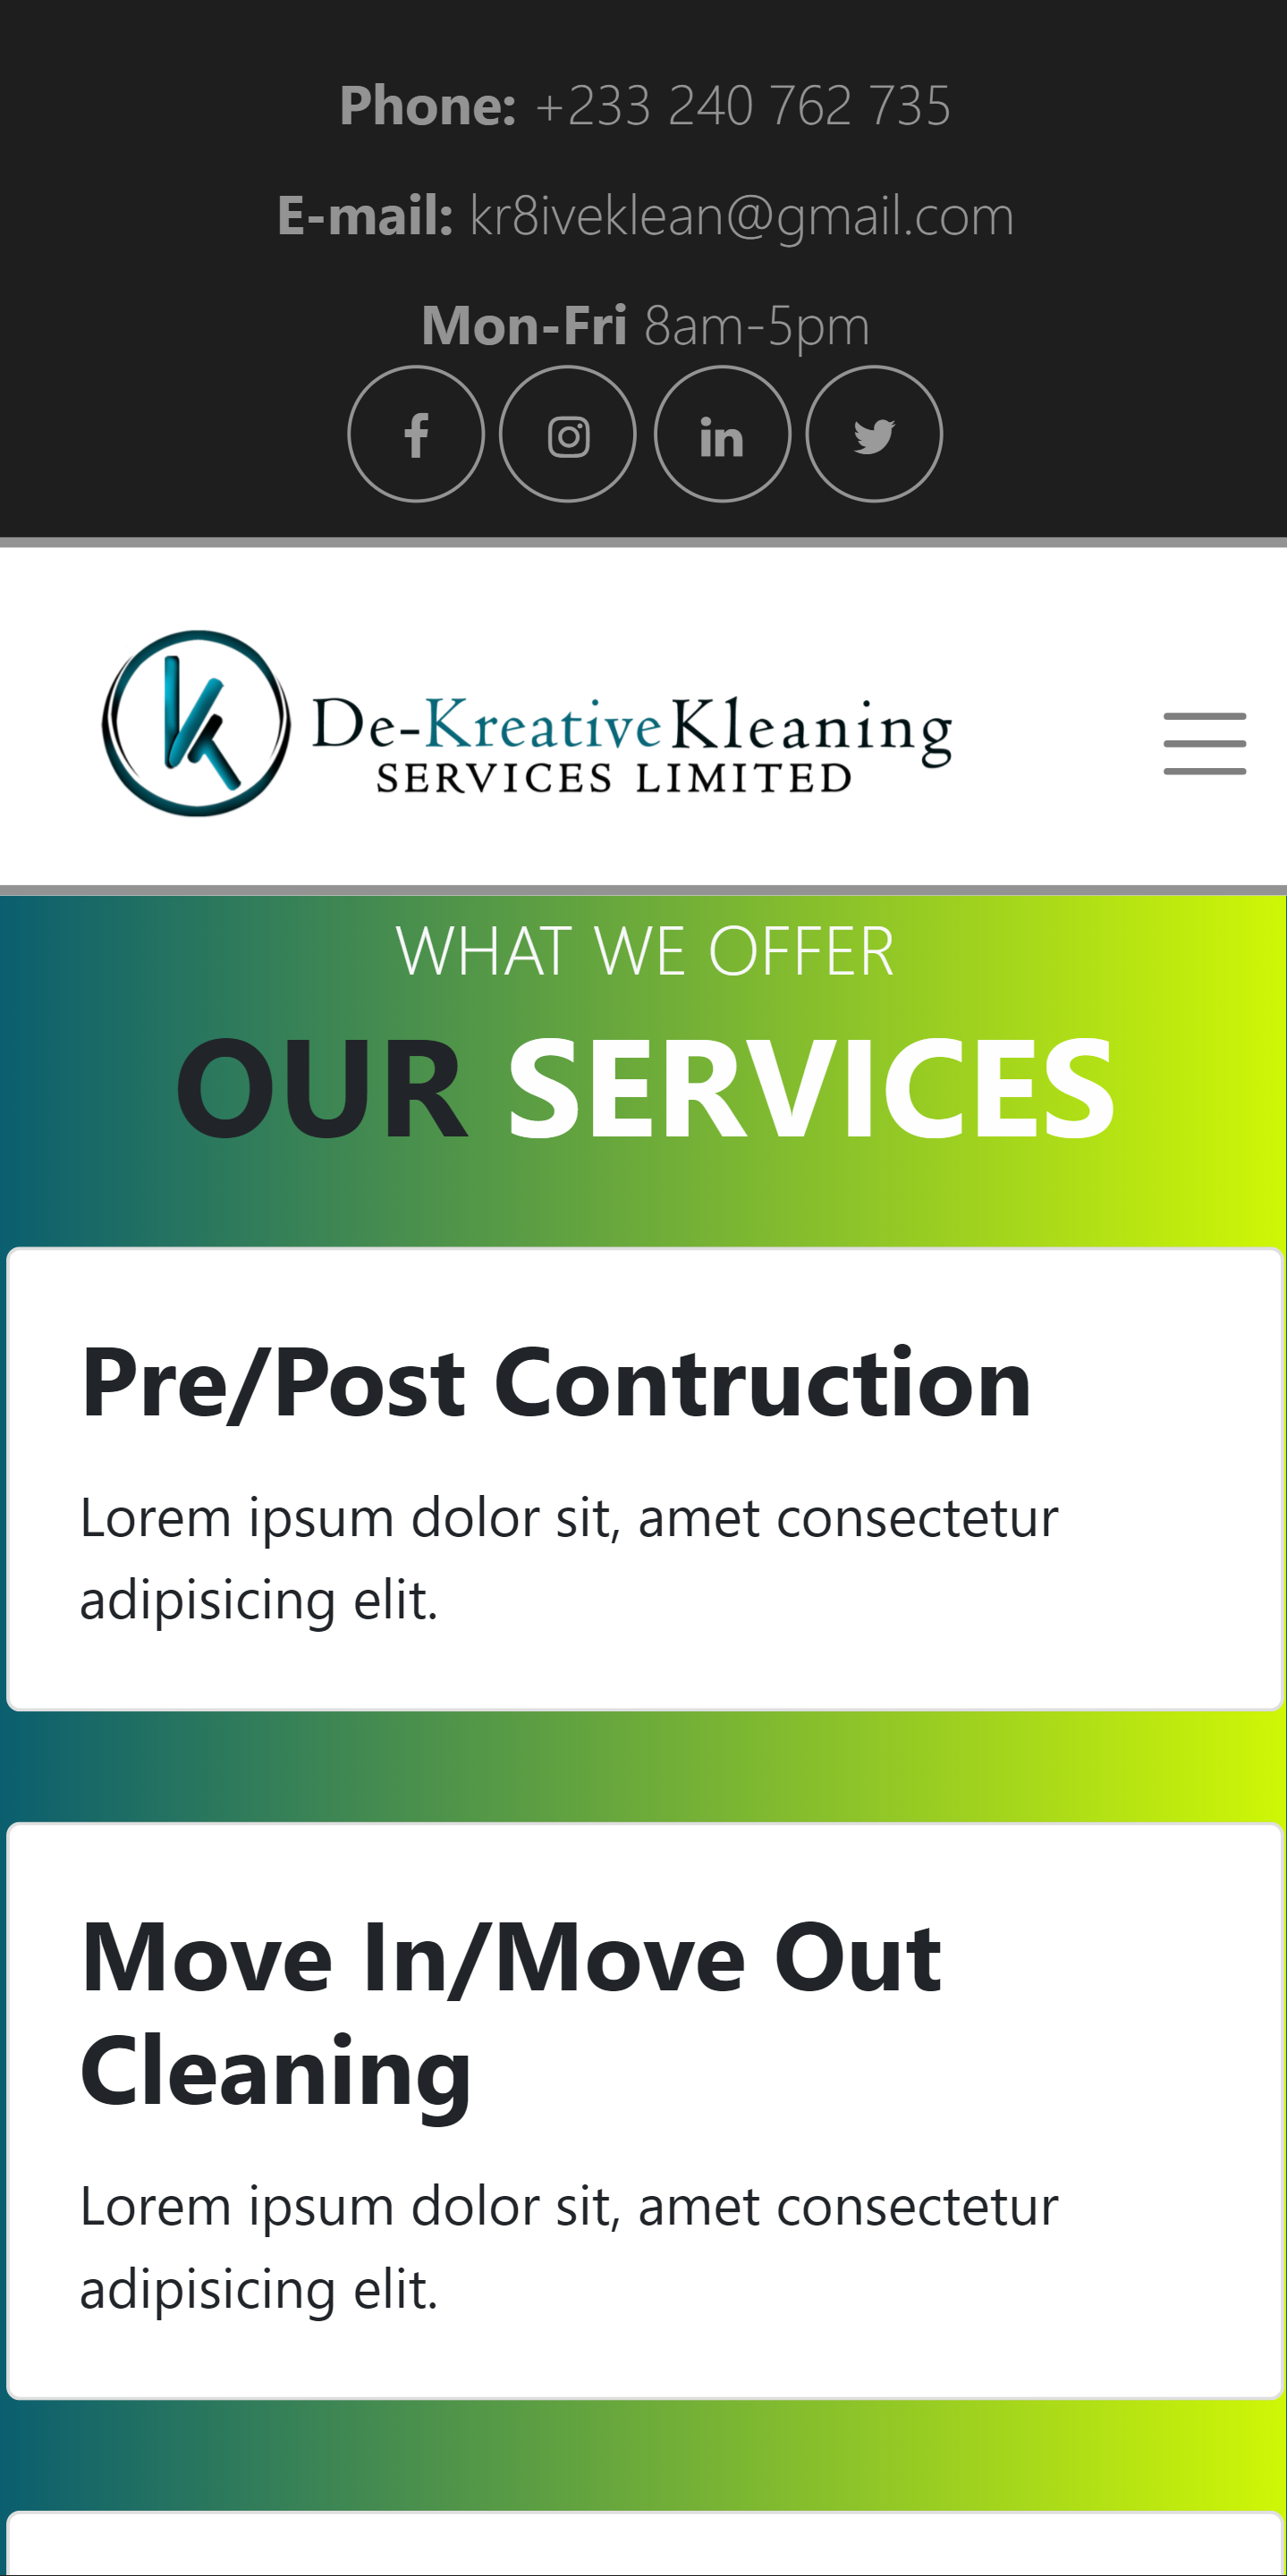 Phone: +233 240 762 735
E-mail: kr8iveklean@gmail.com
Mon-Fri 8am-5pm
De-KreativeKleaning
SERVICES LIMITED
WHAT WE OFFER
OUR SERVICES
Pre/Post Contruction
Lorem ipsum dolor sit, amet consectetur
adipisicing elit.
Move In/Move Out
Cleaning
Lorem ipsum dolor sit, amet consectetur
adipisicing elit.